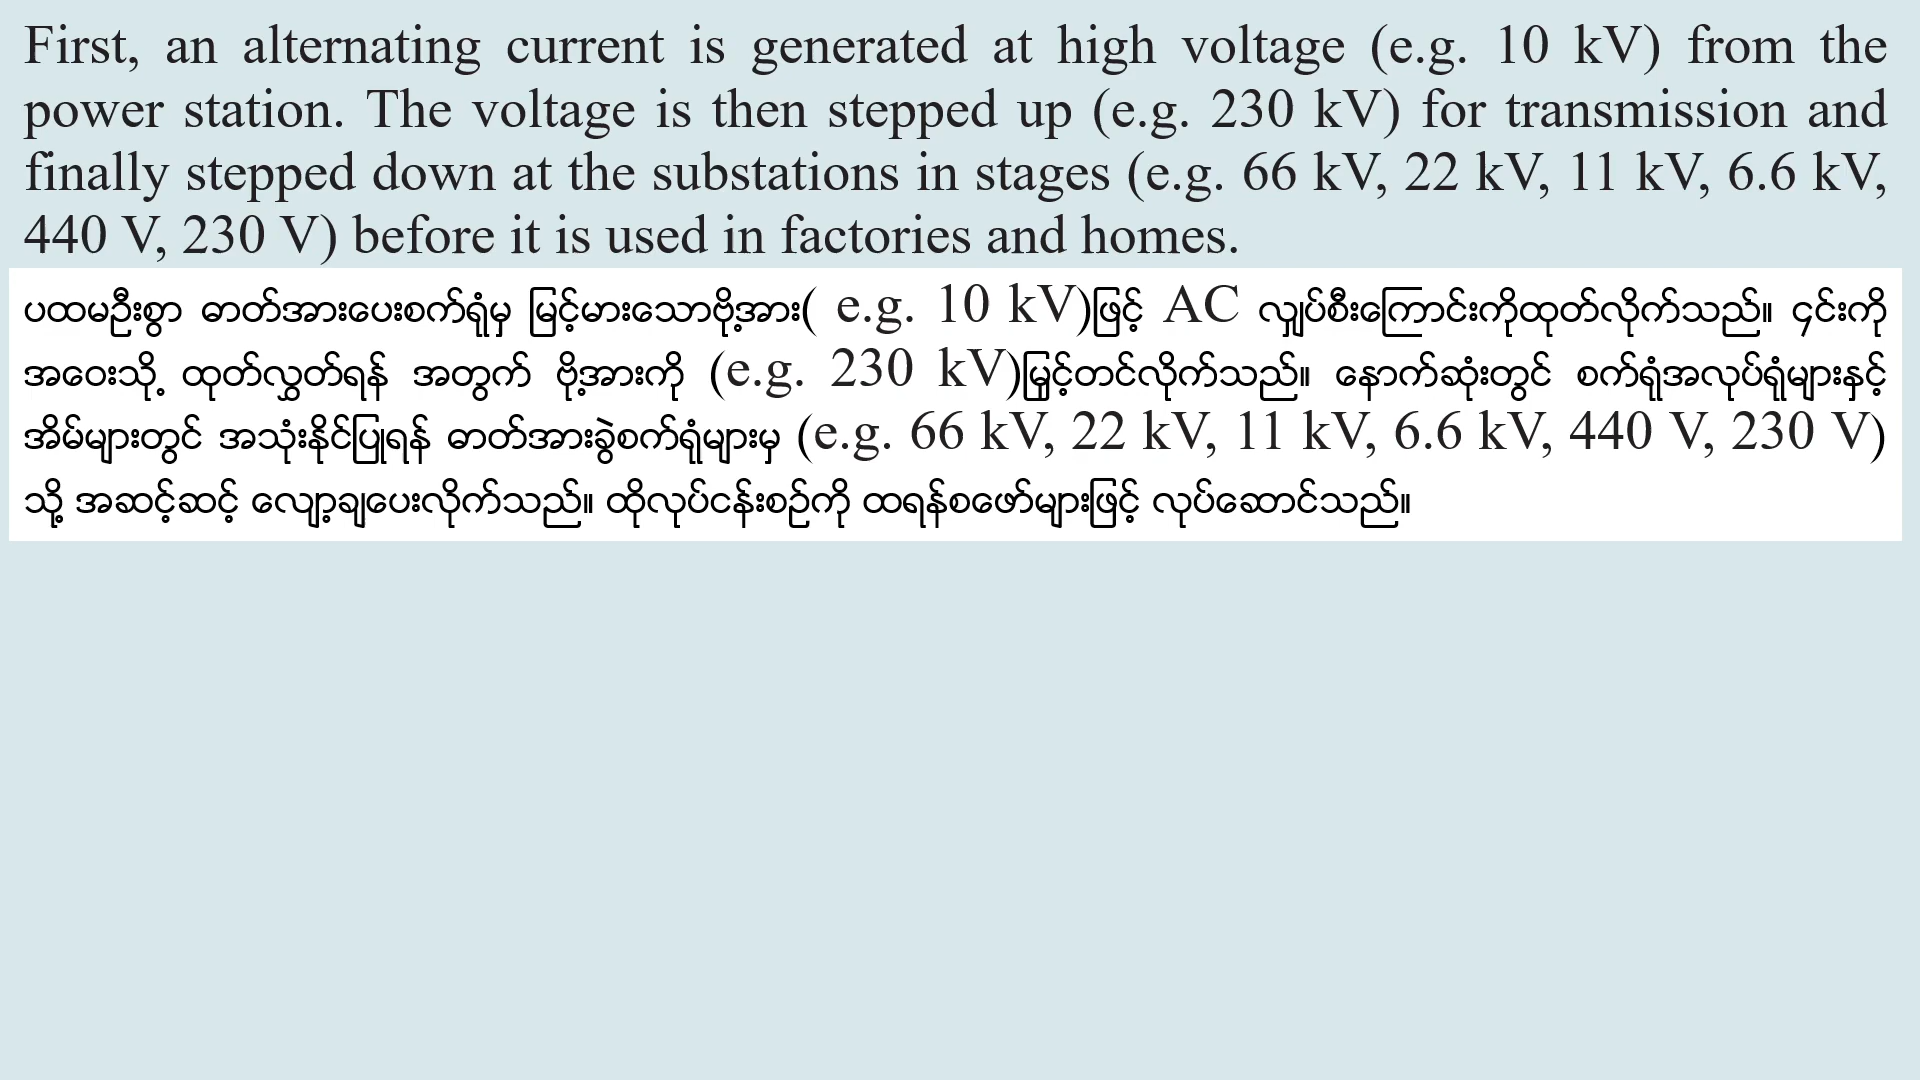 First, an alternating current is generated at high voltage (e.g. 10 kV) from the
power station. The voltage is then stepped up (e.g. 230 kV) for transmission and
finally stepped down at the substations in stages (e.g. 66 kV, 22 kV, 11 kV, 6.6 kV,
440 V, 230 V) before it is used in factories and homes.
ပထမဦးစွာ ဓာတ်အားပေးစက်ရုံမှ မြင့်မားသောဗို့အား( e.g. 10 kV)ဖြင့် AC လျှပ်စီးကြောင်းကိုထုတ်လိုက်သည်။ ၄င်းကို
အဝေးသို့ ထုတ်လွှတ်ရန် အတွက် ဗို့အားကို (e.g. 230 kV)မြှင့်တင်လိုက်သည်။ နောက်ဆုံးတွင် စက်ရုံအလုပ်ရုံများနှင့်
အိမ်များတွင် အသုံးနိုင်ပြုရန် ဓာတ်အားခွဲစက်ရုံများမှ (e.g. 66 kV, 22 kV, 11 kV, 6.6 kV, 440 V, 230 V)
သို့ အဆင့်ဆင့် လျော့ချပေးလိုက်သည်။ ထိုလုပ်ငန်းစဉ်ကို ထရန်စဖော်များဖြင့် လုပ်ဆောင်သည်။